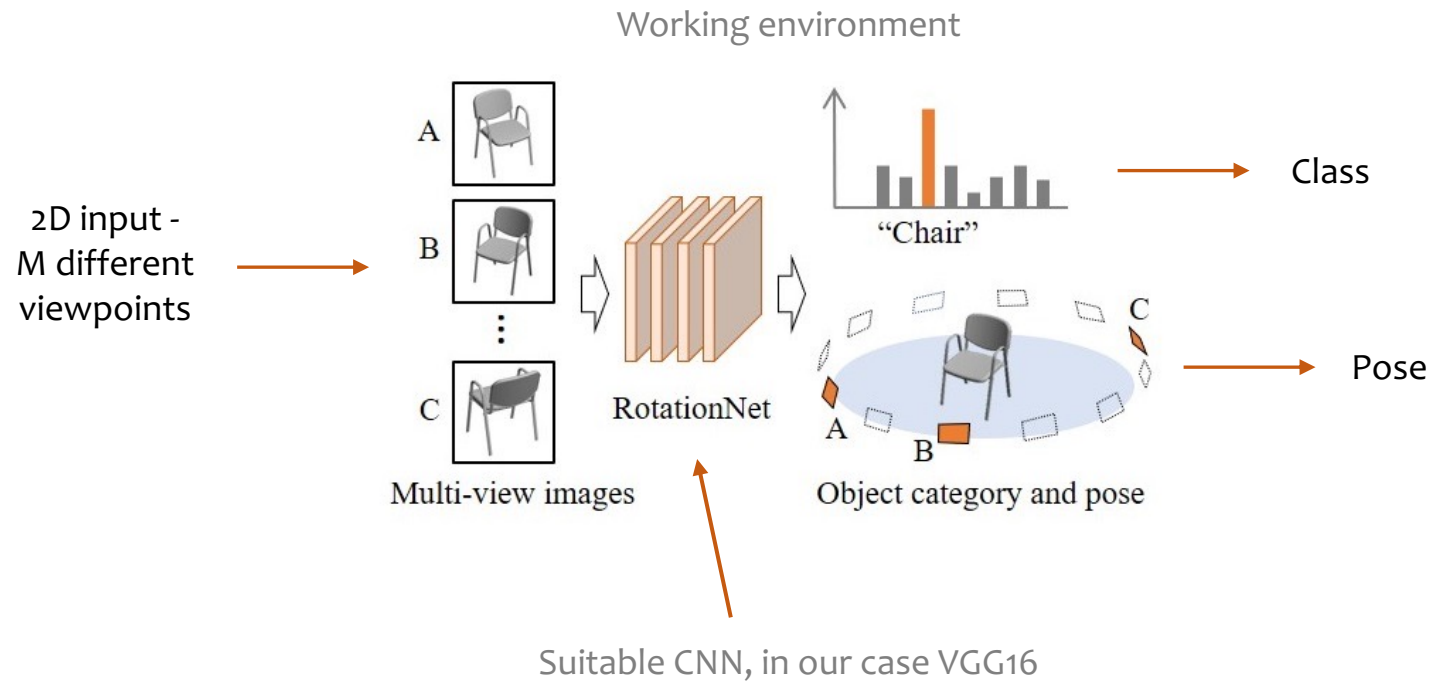 Working environment
2D input -
M different
viewpoints
A
B
C
Multi-view images
RotationNet
"Chair"
C
A
B
Object category and pose
Class
Pose
Suitable CNN, in our case VGG16